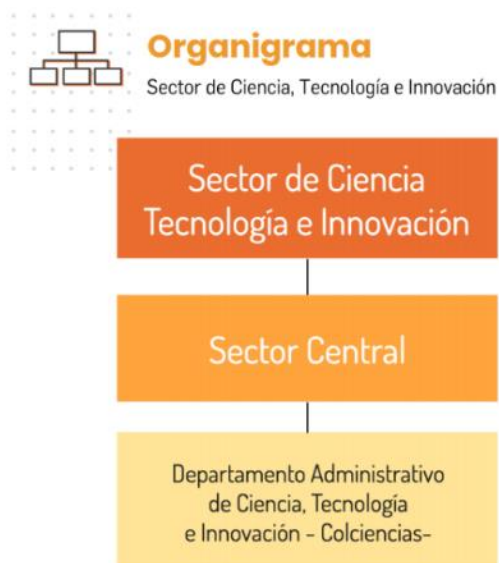 Organigrama
Sector de Ciencia, Tecnología e Innovación
Sector de Ciencia
Tecnología e Innovación
Sector Central
Departamento Administrativo
de Ciencia, Tecnología
e Innovación - Colciencias-